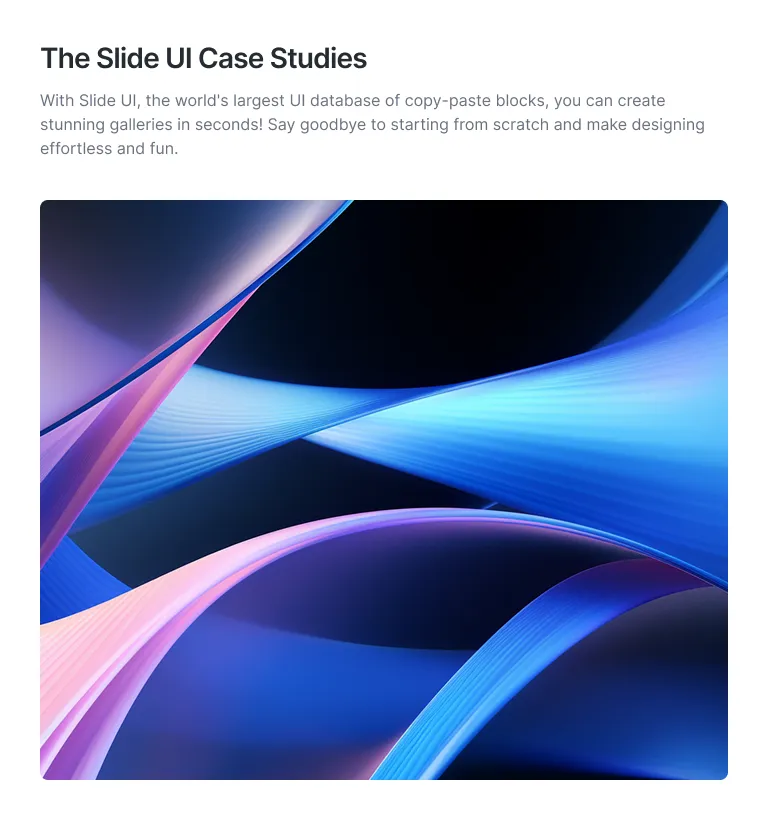 The Slide UI Case Studies
With Slide UI, the world's largest UI database of copy-paste blocks, you can create
stunning galleries in seconds! Say goodbye to starting from scratch and make designing
effortless and fun.